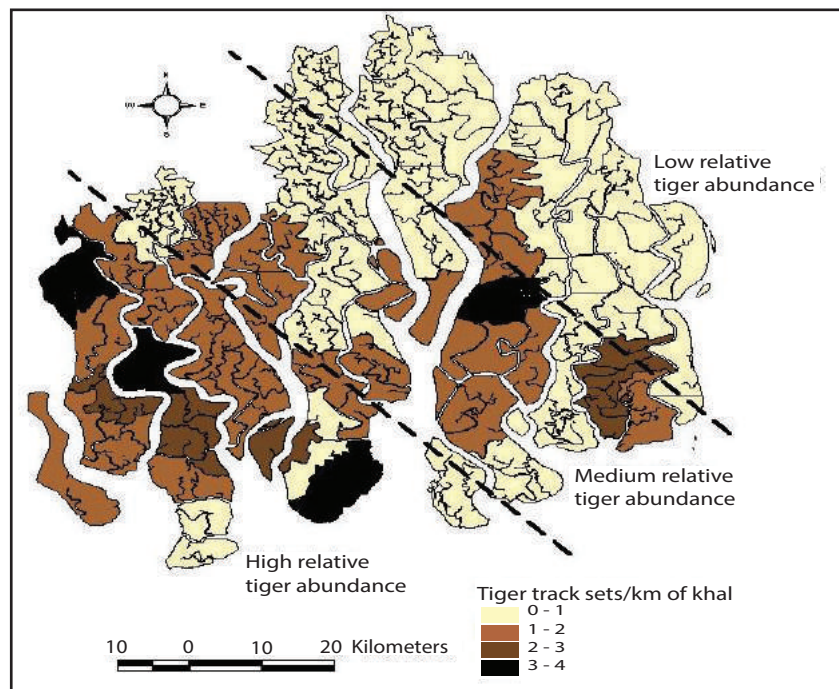 N
W E
S
Low relative
tiger abundance
Medium relative
tiger abundance
High relative
tiger abundance
Tiger track sets/km of khal
0 - 1
1 - 2
2 - 3
3 - 4
10 0 10 20 Kilometers